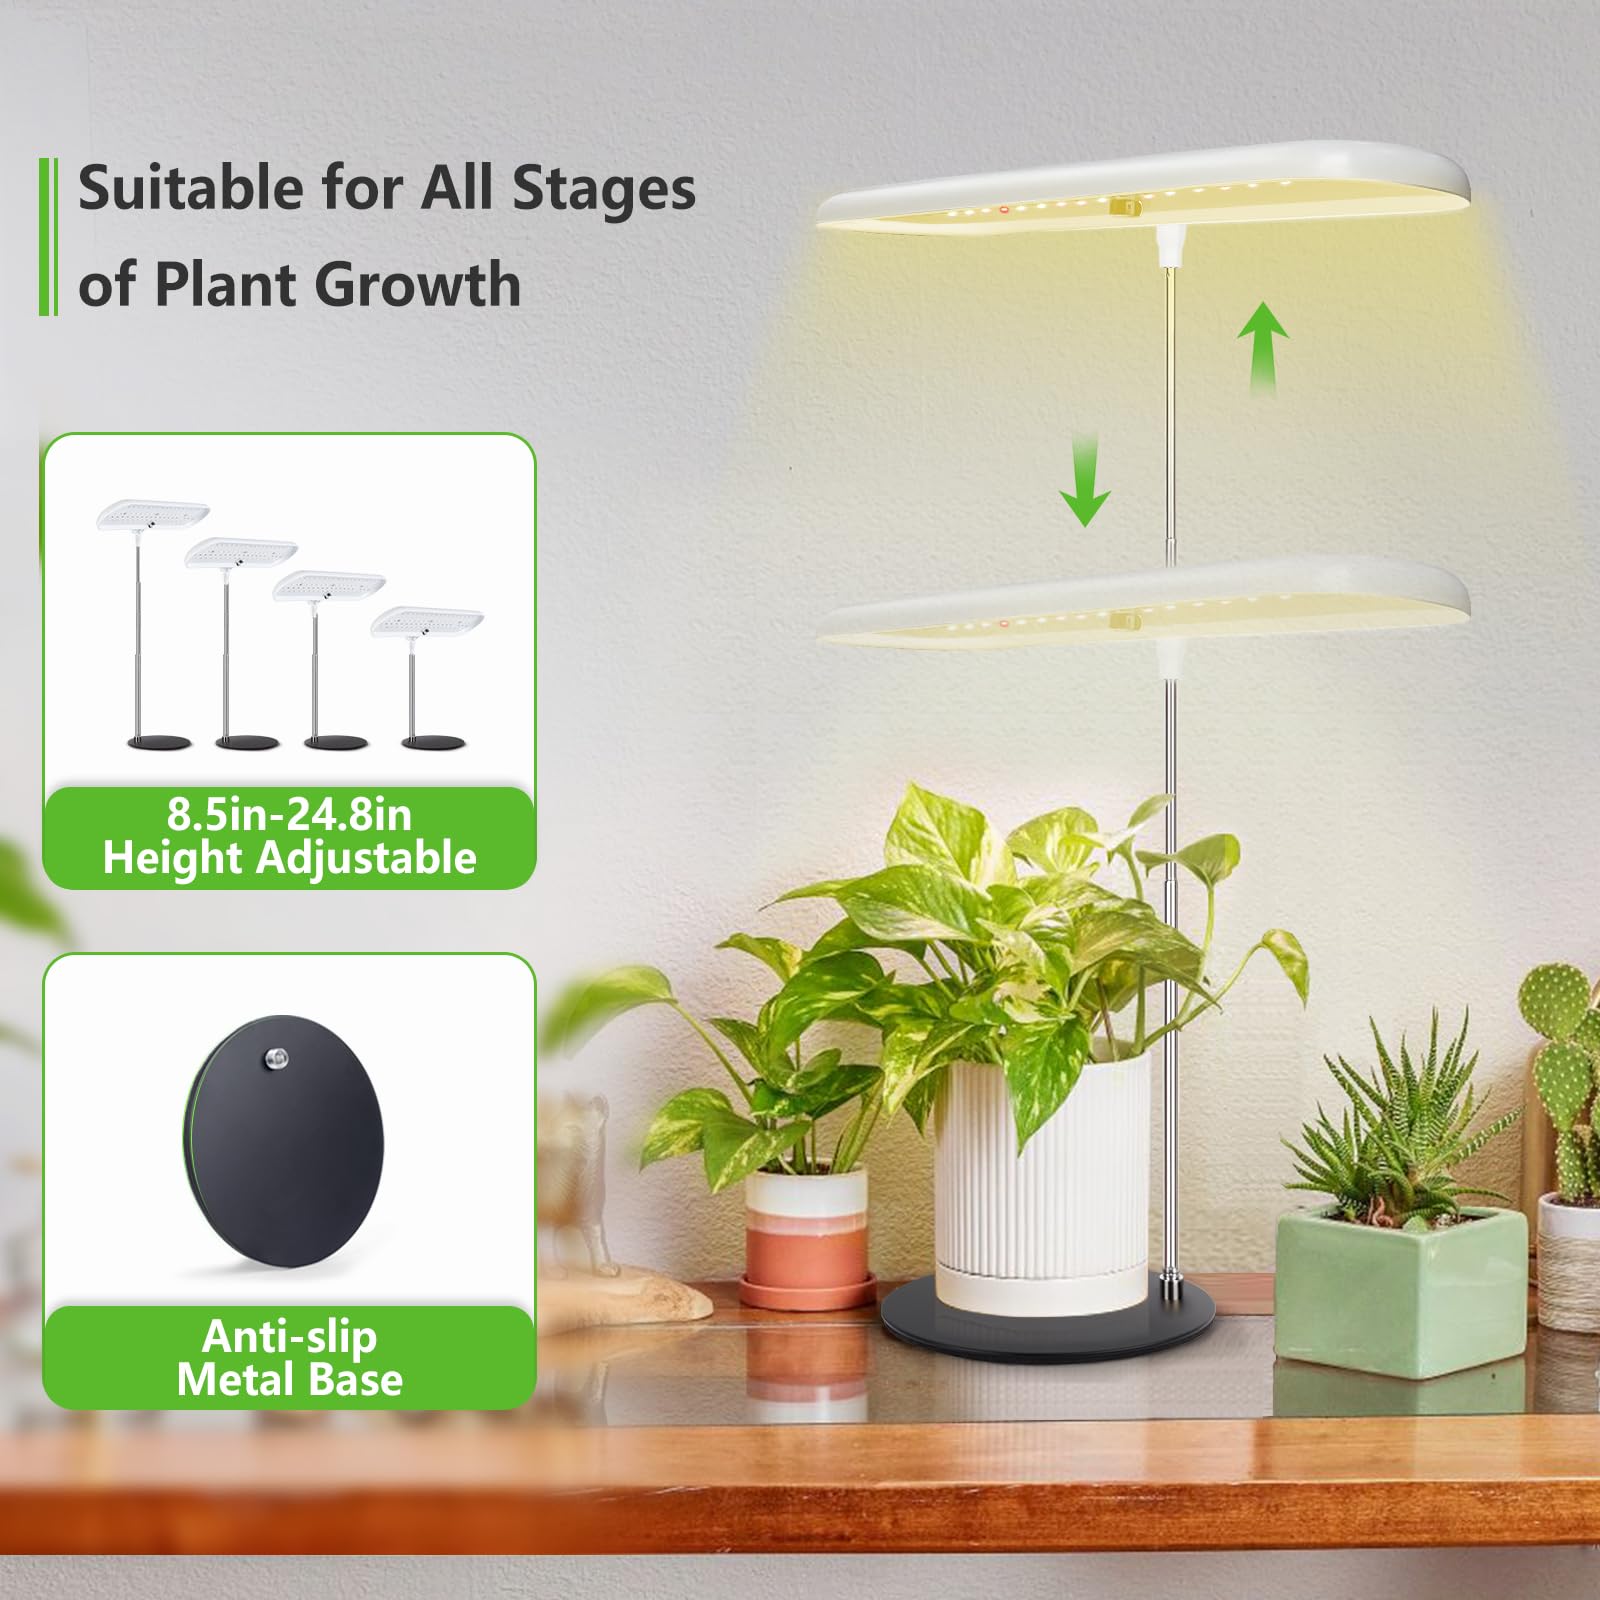 Suitable for All Stages
of Plant Growth
8.5in-24.8in
Height Adjustable
Anti-slip
Metal Base